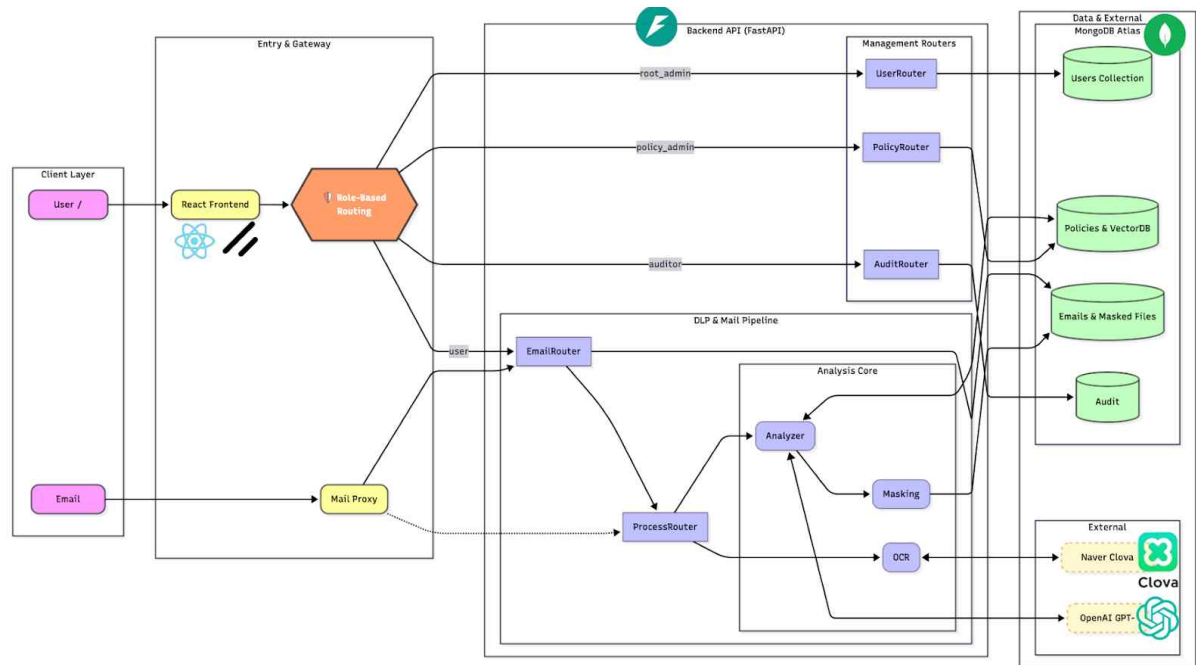 Data & External
Backend API (FastAPI)
MongoDB Atlas
Entry & Gateway
Management Routers
root_admin
UserRouter
Users Collection
policy_admin
PolicyRouter
Client Layer
User /
React Frontend
Role-Based
Routing
Policies & VectorDB
auditor
AuditRouter
Emails & Masked Files
DLP & Mail Pipeline
user
EmailRouter
Analysis Core
Audit
Analyzer
Email
Mail Proxy
Masking
ProcessRouter
External
OCR
Naver Clova
Clova
OpenAI GPT-